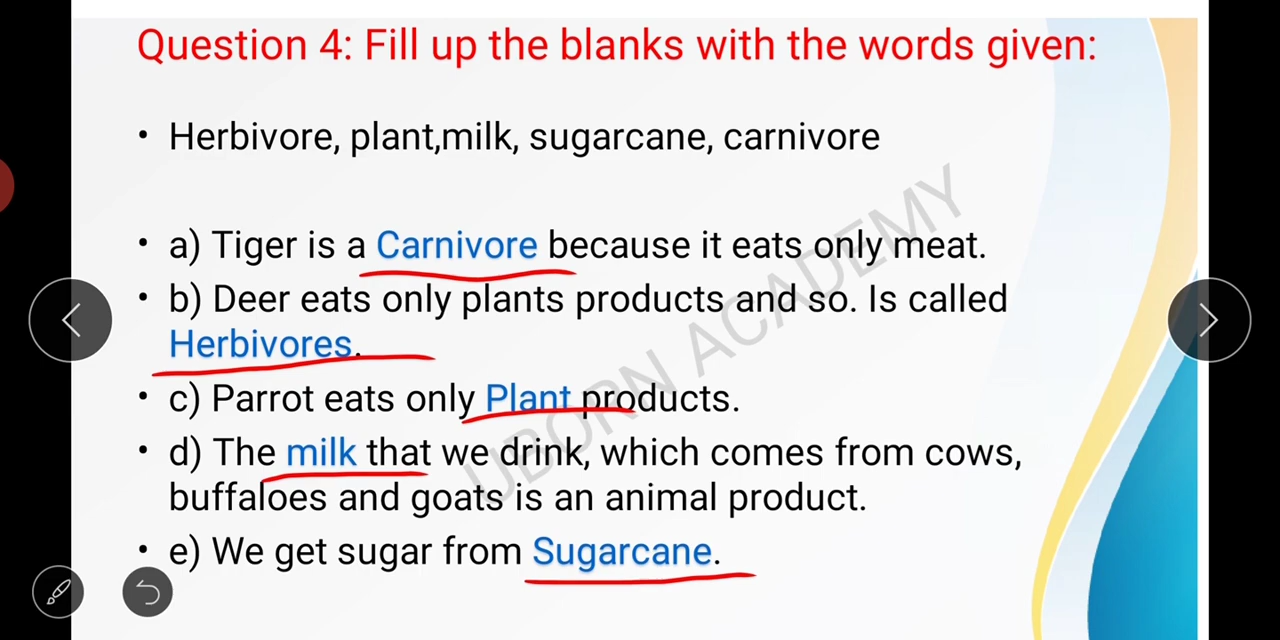 Question 4: Fill up the blanks with the words given:
• Herbivore, plant,milk, sugarcane, carnivore
• a) Tiger is a Carnivore because it eats only meat.
• b) Deer eats only plants products and so. Is called
Herbivores.
• c) Parrot eats only Plant products.
• d) The milk that we drink, which comes from cows,
buffaloes and goats is an animal product.
• e) We get sugar from Sugarcane.
UBORN ACADEMY